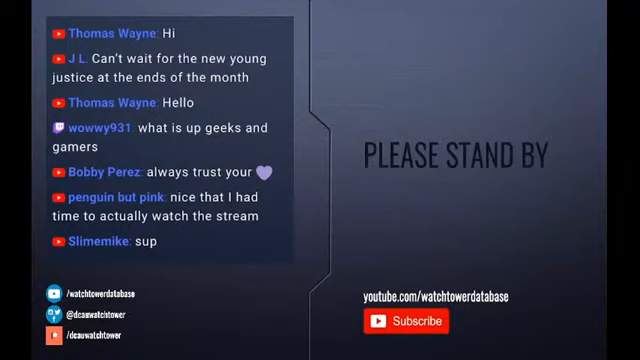 Thomas Wayne: Hi
J L: Can't wait for the new young
justice at the ends of the month
Thomas Wayne: Hello
wowwy931: what is up geeks and
gamers
Bobby Perez: always trust your 💜
penguin but pink: nice that I had
time to actually watch the stream
Slimemike: sup
PLEASE STAND BY
/watchtowerdatabase
@dcauwatchtower
/dcauwatchtower
youtube.com/watchtowerdatabase
Subscribe